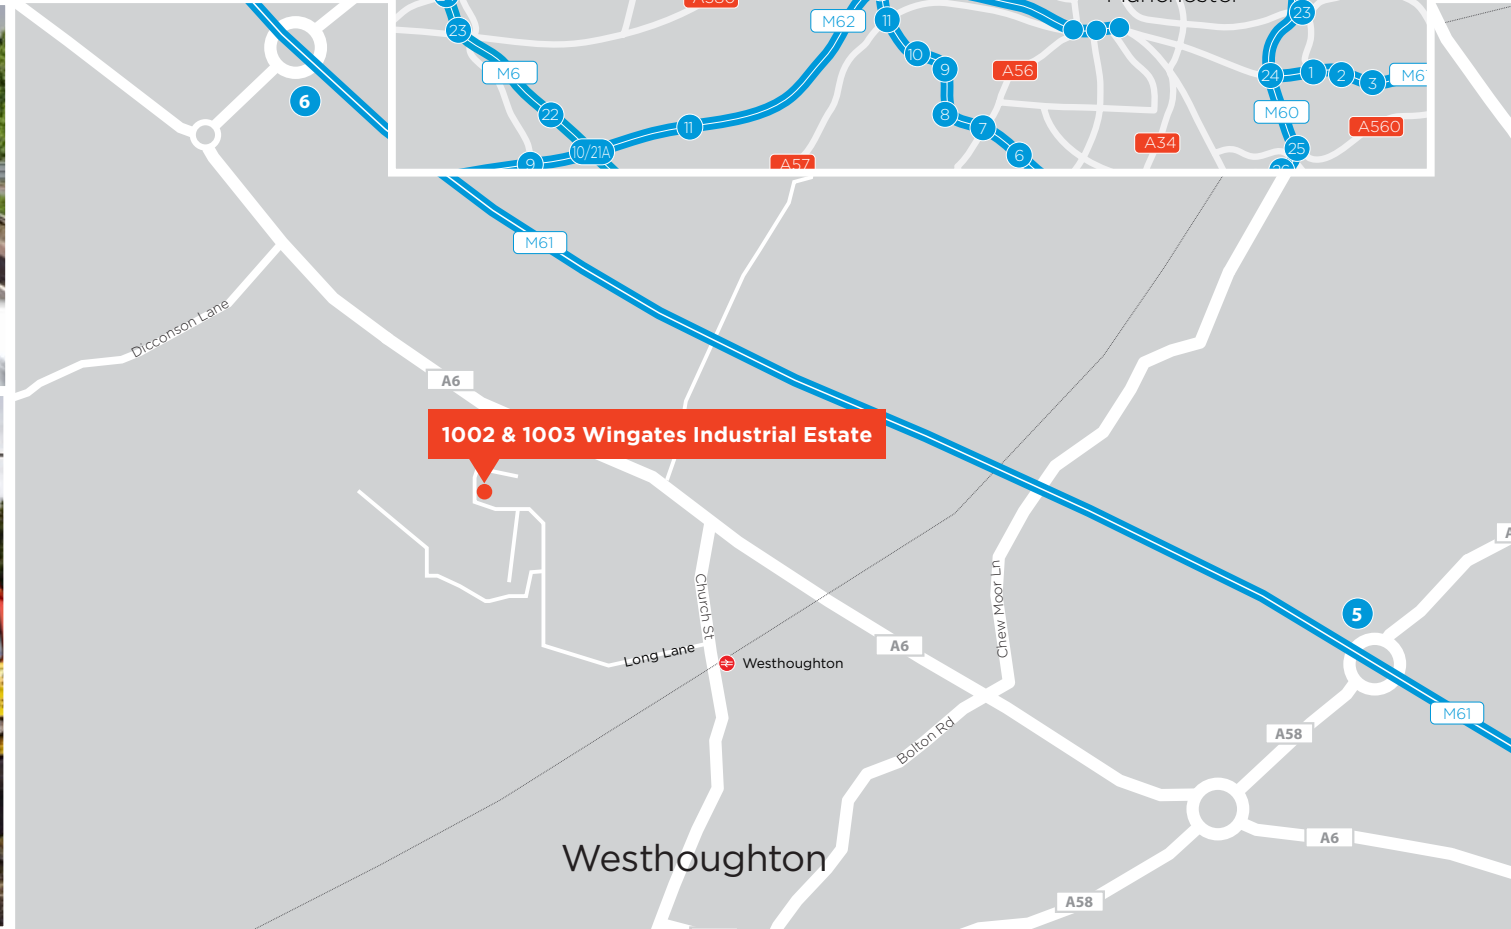 23
M62
11
23
10
9
M6
A56
24
1
2
3
22
8
M60
6
11
7
A560
10/21A
A34
25
9
A57
6
M61
Dicconson Lane
A6
1002 & 1003 Wingates Industrial Estate
Church St
Chew Moor Ln
5
Long Lane
Westhoughton
A6
M61
Bolton Rd
A58
A6
Westhoughton
A58